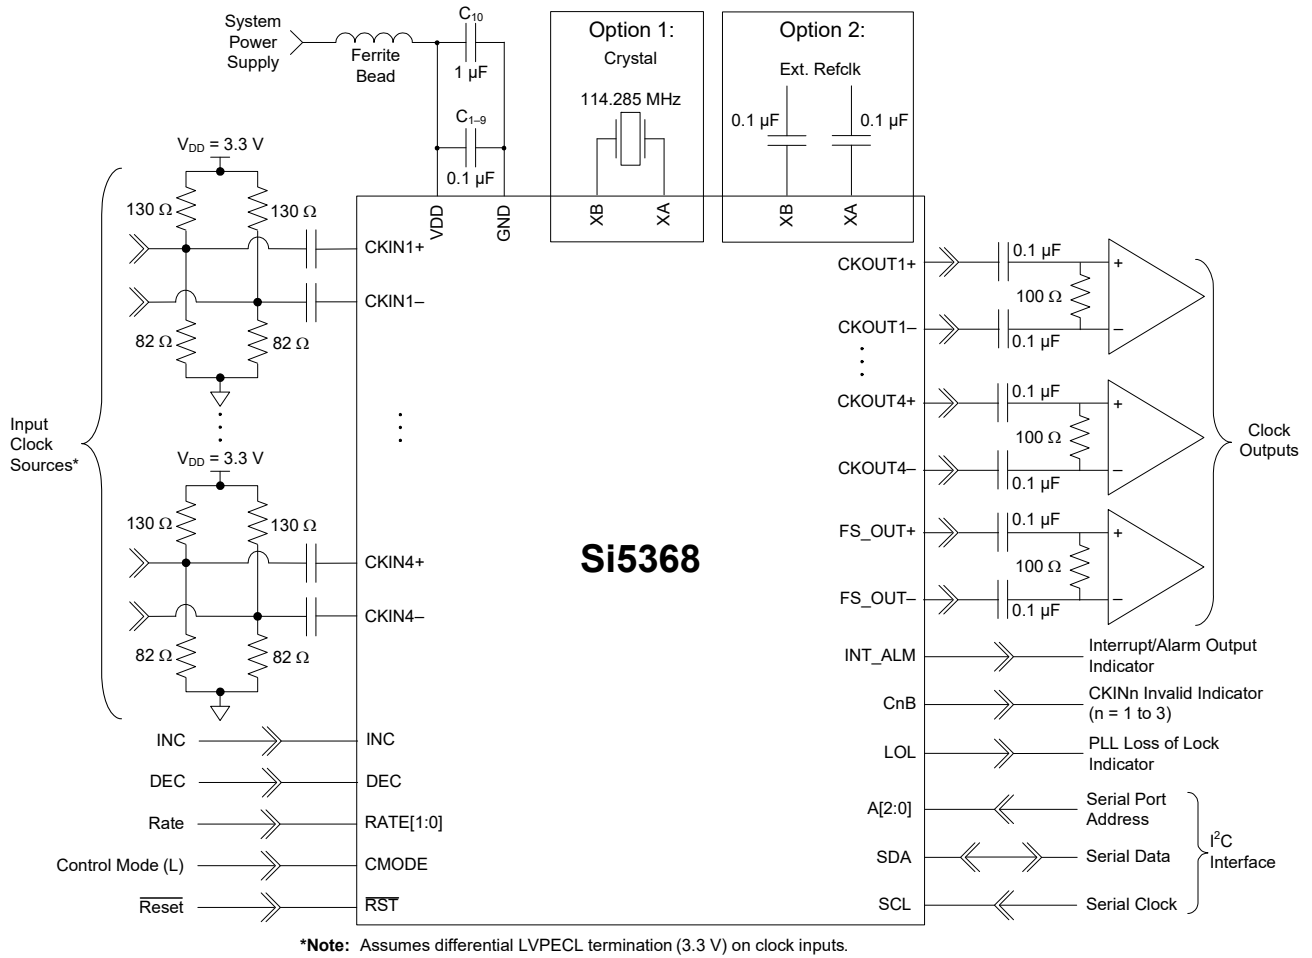 System
Power
Supply
Ferrite
Bead
C10
1 µF
C1–9
0.1 µF
Option 1:
Crystal
114.285 MHz
XB
XA
Option 2:
Ext. Refclk
0.1 µF
0.1 µF
XB
XA
VDD
GND
VDD = 3.3 V
130 Ω
130 Ω
CKIN1+
CKIN1–
82 Ω
82 Ω
Input
Clock
Sources*
VDD = 3.3 V
130 Ω
130 Ω
CKIN4+
CKIN4–
82 Ω
82 Ω
INC
INC
DEC
DEC
Rate
RATE[1:0]
Control Mode (L)
CMODE
Reset
RST
Si5368
CKOUT1+
0.1 µF
+
100 Ω
CKOUT1–
0.1 µF
–
CKOUT4+
0.1 µF
+
100 Ω
CKOUT4–
0.1 µF
–
FS_OUT+
0.1 µF
+
100 Ω
FS_OUT–
0.1 µF
–
Clock
Outputs
INT_ALM
Interrupt/Alarm Output
Indicator
CnB
CKINn Invalid Indicator
(n = 1 to 3)
LOL
PLL Loss of Lock
Indicator
A[2:0]
Serial Port
Address
SDA
Serial Data
SCL
Serial Clock
I²C
Interface
*Note: Assumes differential LVPECL termination (3.3 V) on clock inputs.